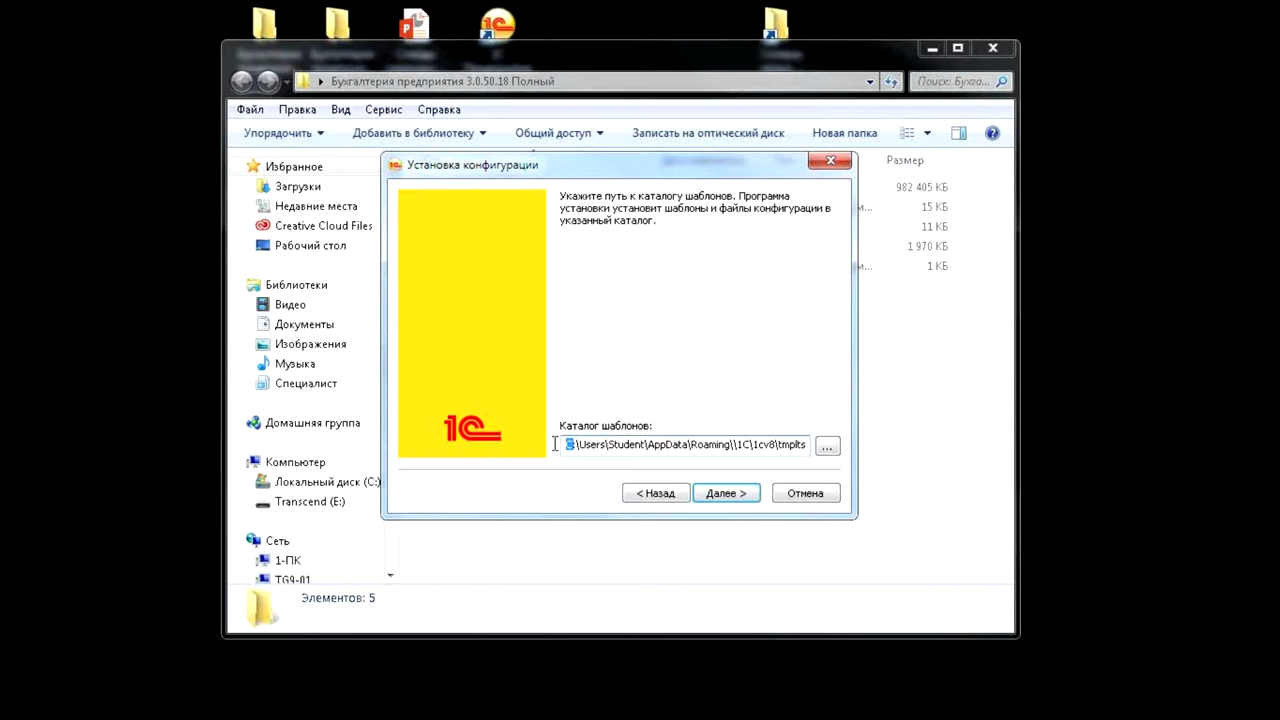 Бухгалтерия предприятия 3.0.50.18 Полный
Поиск: Бухга...
Файл Правка Вид Сервис Справка
Упорядочить Добавить в библиотеку Общий доступ Записать на оптический диск Новая папка
Избранное
Загрузки
Недавние места
Creative Cloud Files
Рабочий стол
Библиотеки
Видео
Документы
Изображения
Музыка
Специалист
Домашняя группа
Компьютер
Локальный диск (C:)
Transcend (E:)
Сеть
1-ПК
TG9-01
Установка конфигурации
Укажите путь к каталогу шаблонов. Программа
установки установит шаблоны и файлы конфигурации в
указанный каталог.
1С
Каталог шаблонов:
C:\Users\Student\AppData\Roaming\\1C\1cv8\tmplts
...
< Назад Далее > Отмена
Размер
982 405 КБ
м... 15 КБ
11 КБ
1 970 КБ
м... 1 КБ
Элементов: 5